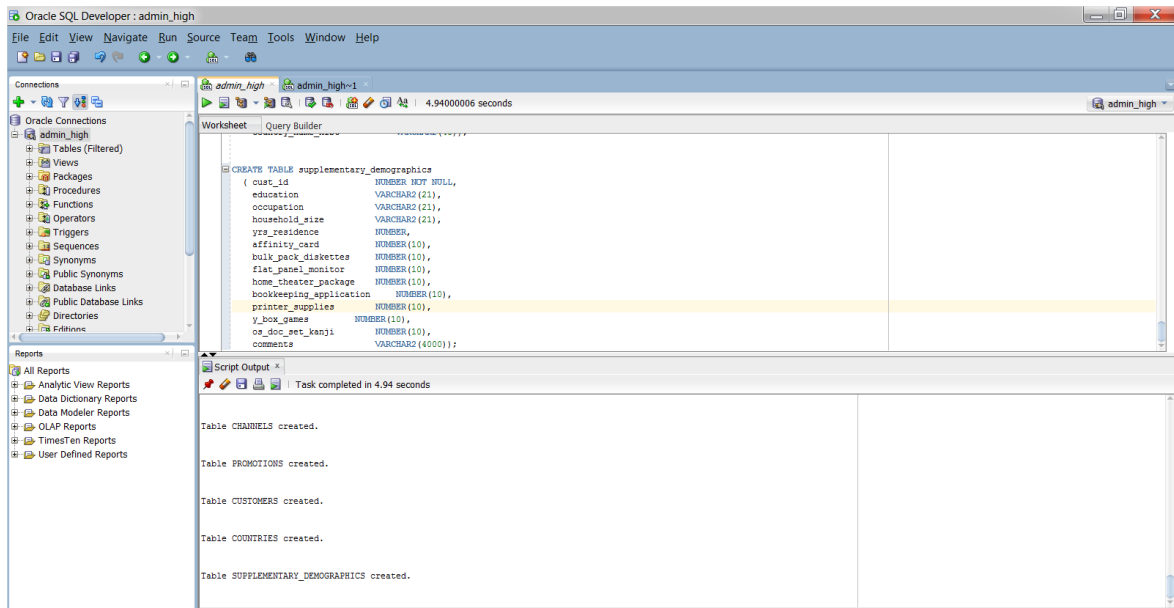 Oracle SQL Developer : admin_high
File Edit View Navigate Run Source Team Tools Window Help
Connections
Oracle Connections
admin_high
Tables (Filtered)
Views
Packages
Procedures
Functions
Operators
Triggers
Sequences
Synonyms
Public Synonyms
Database Links
Public Database Links
Directories
Editions
Reports
All Reports
Analytic View Reports
Data Dictionary Reports
Data Modeler Reports
OLAP Reports
TimesTen Reports
User Defined Reports
admin_high admin_high~1
4.94000006 seconds
admin_high
Worksheet Query Builder
CREATE TABLE supplementary_demographics
( cust_id NUMBER NOT NULL,
education VARCHAR2(21),
occupation VARCHAR2(21),
household_size VARCHAR2(21),
yrs_residence NUMBER,
affinity_card NUMBER(10),
bulk_pack_diskettes NUMBER(10),
flat_panel_monitor NUMBER(10),
home_theater_package NUMBER(10),
bookkeeping_application NUMBER(10),
printer_supplies NUMBER(10),
y_box_games NUMBER(10),
os_doc_set_kanji NUMBER(10),
comments VARCHAR2(4000));
Script Output
Task completed in 4.94 seconds
Table CHANNELS created.
Table PROMOTIONS created.
Table CUSTOMERS created.
Table COUNTRIES created.
Table SUPPLEMENTARY_DEMOGRAPHICS created.